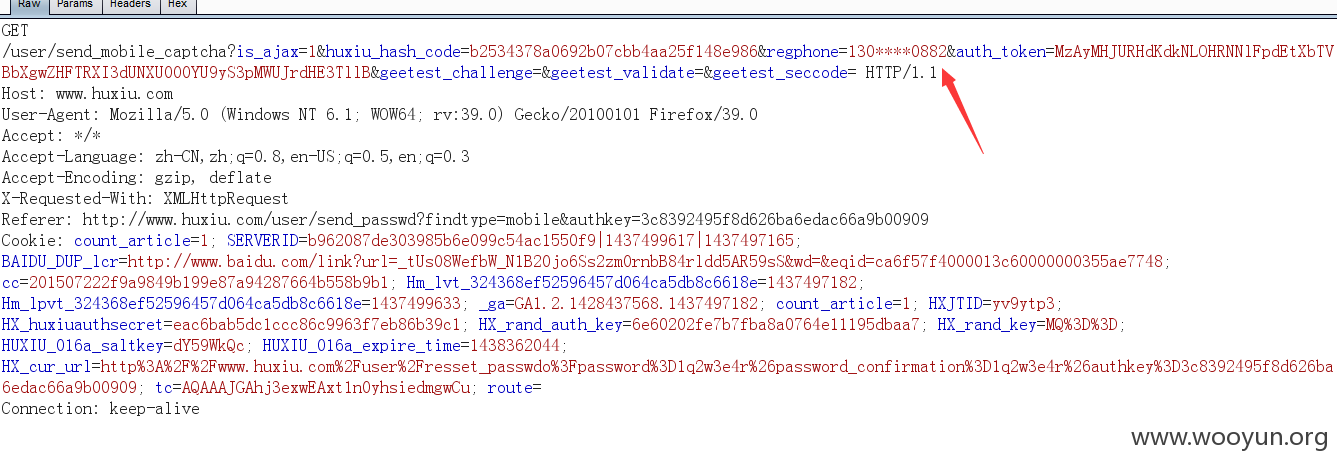 Raw Params Headers Hex
GET
/user/send_mobile_captcha?is_ajax=1&huxiu_hash_code=b2534378a0692b07cbb4aa25f148e986&regphone=130****0882&auth_token=MzAyMHJURHdKdkNLOHRNNlFpdEtXbTV
BbXgwZHFTRXI3dUNXU0O0YU9yS3pMWUJrdHE3TllB&geetest_challenge=&geetest_validate=&geetest_seccode= HTTP/1.1
Host: www.huxiu.com
User-Agent: Mozilla/5.0 (Windows NT 6.1; WOW64; rv:39.0) Gecko/20100101 Firefox/39.0
Accept: */*
Accept-Language: zh-CN,zh;q=0.8,en-US;q=0.5,en;q=0.3
Accept-Encoding: gzip, deflate
X-Requested-With: XMLHttpRequest
Referer: http://www.huxiu.com/user/send_passwd?findtype=mobile&authkey=3c8392495f8d626ba6edac66a9b00909
Cookie: count_article=1; SERVERID=b962087de303985b6e099c54ac1550f9|1437499617|1437497165;
BAIDU_DUP_lcr=http://www.baidu.com/link?url=_tUs08WefbW_N1B20jo6Ss2zm0rnbB84rldd5AR59sS&wd=&eqid=ca6f57f4000013c60000000355ae7748;
cc=201507222f9a9849b199e87a94287664b558b9b1; Hm_lvt_324368ef52596457d064ca5db8c6618e=1437497182;
Hm_lpvt_324368ef52596457d064ca5db8c6618e=1437499633; _ga=GA1.2.1428437568.1437497182; count_article=1; HXJTID=yv9ytp3;
HX_huxiuauthsecret=eac6bab5dc1ccc86c9963f7eb86b39c1; HX_rand_auth_key=6e60202fe7b7fba8a0764e11195dbaa7; HX_rand_key=MQ%3D%3D;
HUXIU_016a_saltkey=dY59WkQc; HUXIU_016a_expire_time=1438362044;
HX_cur_url=http%3A%2F%2Fwww.huxiu.com%2Fuser%2Fresset_passwdo%3Fpassword%3D1q2w3e4r%26password_confirmation%3D1q2w3e4r%26authkey%3D3c8392495f8d626ba
6edac66a9b00909; tc=AQAAAJGAhj3exwEAxt1n0yhsiedmgwCu; route=
Connection: keep-alive
www.wooyun.org